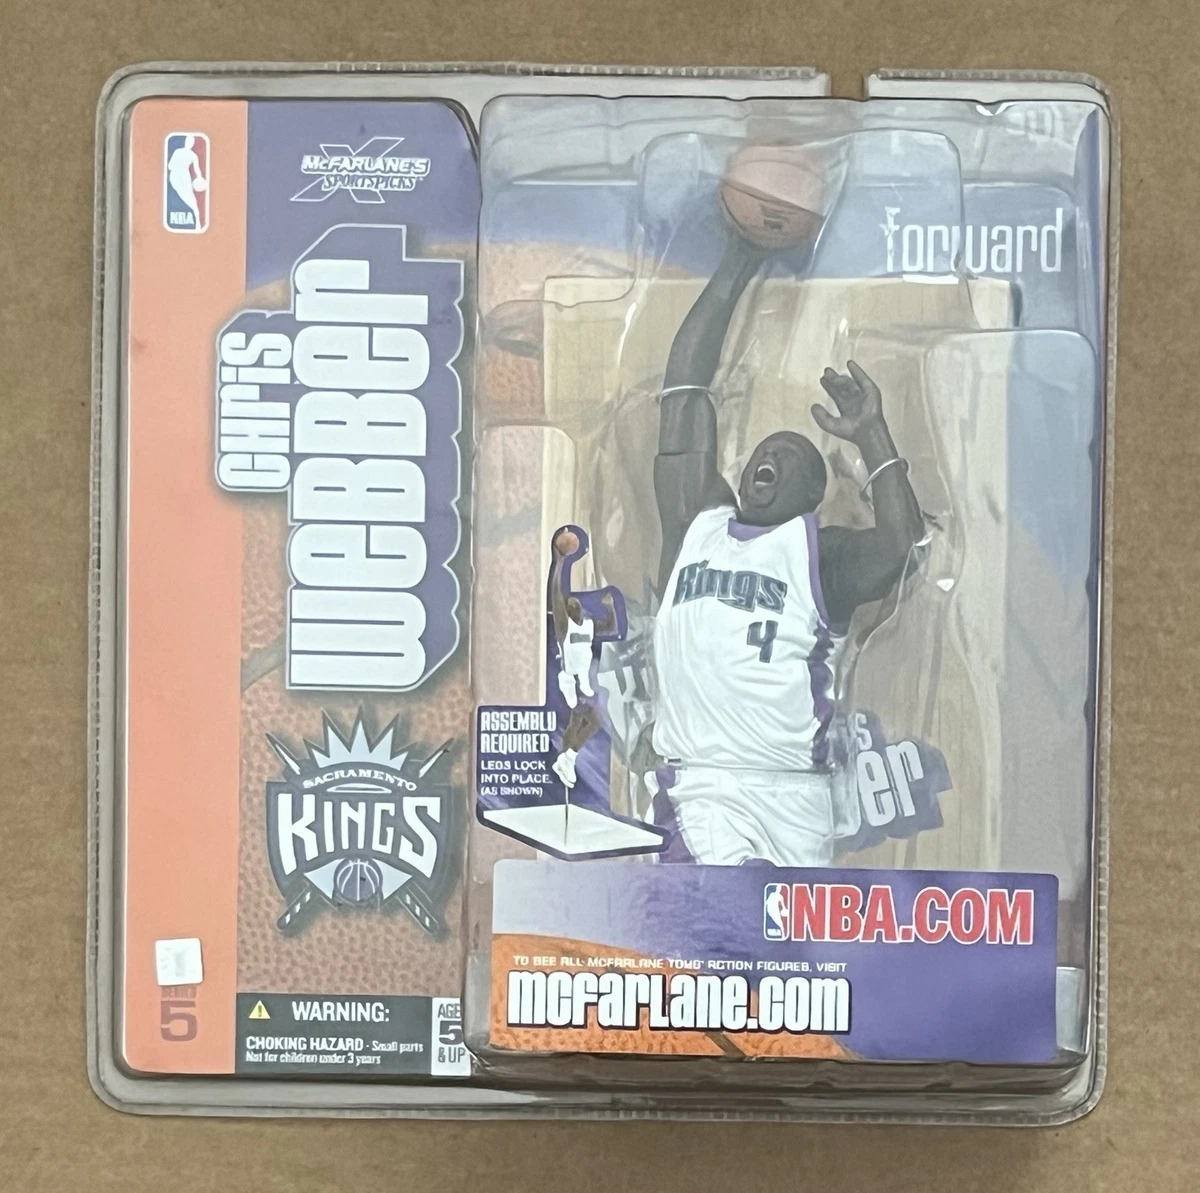 NBA
McFARLANE'S
SPORTSPICKS
CHris
weBBer
SACRAMENTO
KINGS
5
WARNING:
CHOKING HAZARD - Small parts
Not for children under 3 years
AGES
5
& UP
forward
Kings
4
ASSEMBLY
REQUIRED
LEGS LOCK
INTO PLACE.
(AS SHOWN)
er
NBA.COM
TO SEE ALL MCFARLANE TOYS' ACTION FIGURES, VISIT
mcFarLane.com